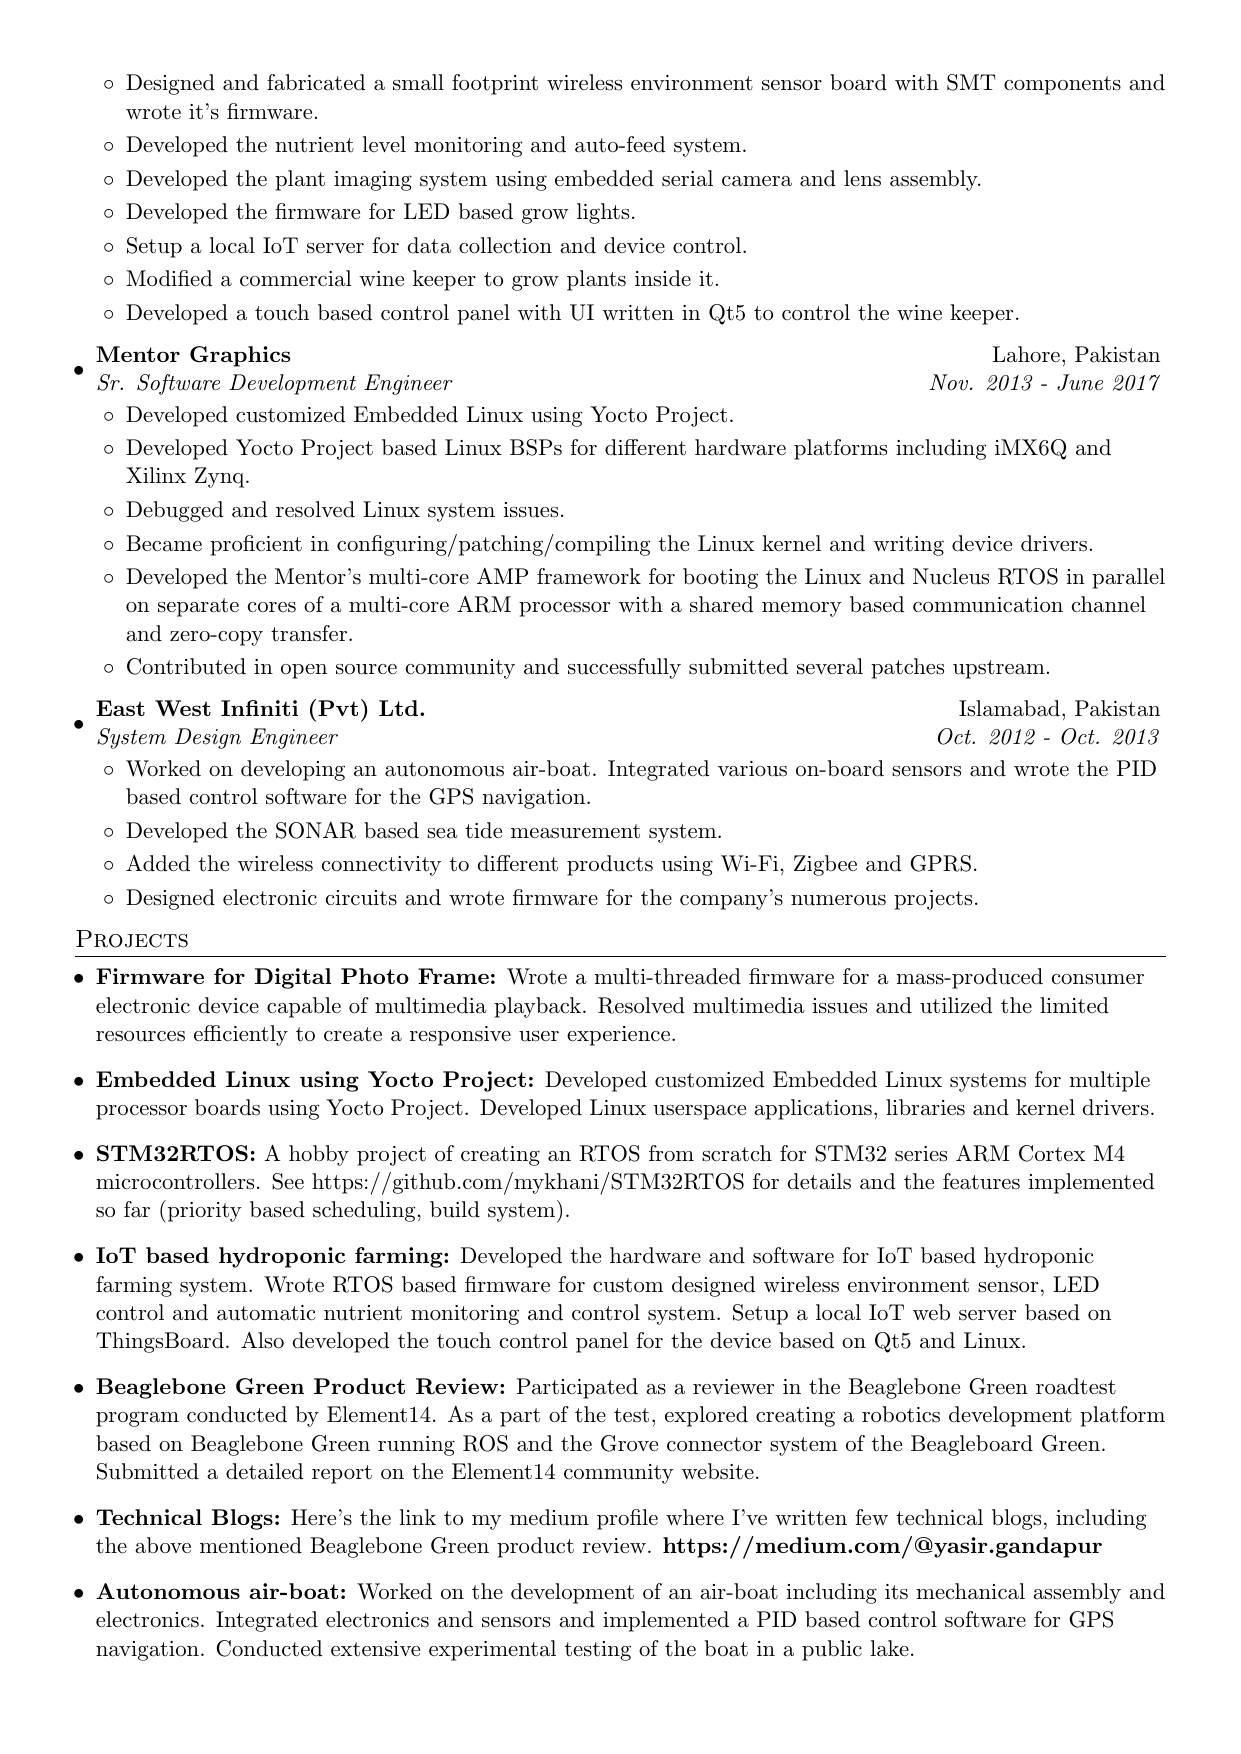 ◦ Designed and fabricated a small footprint wireless environment sensor board with SMT components and
wrote it's firmware.
◦ Developed the nutrient level monitoring and auto-feed system.
◦ Developed the plant imaging system using embedded serial camera and lens assembly.
◦ Developed the firmware for LED based grow lights.
◦ Setup a local IoT server for data collection and device control.
◦ Modified a commercial wine keeper to grow plants inside it.
◦ Developed a touch based control panel with UI written in Qt5 to control the wine keeper.
• Mentor Graphics Lahore, Pakistan
Sr. Software Development Engineer Nov. 2013 - June 2017
◦ Developed customized Embedded Linux using Yocto Project.
◦ Developed Yocto Project based Linux BSPs for different hardware platforms including iMX6Q and
Xilinx Zynq.
◦ Debugged and resolved Linux system issues.
◦ Became proficient in configuring/patching/compiling the Linux kernel and writing device drivers.
◦ Developed the Mentor's multi-core AMP framework for booting the Linux and Nucleus RTOS in parallel
on separate cores of a multi-core ARM processor with a shared memory based communication channel
and zero-copy transfer.
◦ Contributed in open source community and successfully submitted several patches upstream.
• East West Infiniti (Pvt) Ltd. Islamabad, Pakistan
System Design Engineer Oct. 2012 - Oct. 2013
◦ Worked on developing an autonomous air-boat. Integrated various on-board sensors and wrote the PID
based control software for the GPS navigation.
◦ Developed the SONAR based sea tide measurement system.
◦ Added the wireless connectivity to different products using Wi-Fi, Zigbee and GPRS.
◦ Designed electronic circuits and wrote firmware for the company's numerous projects.
Projects
• Firmware for Digital Photo Frame: Wrote a multi-threaded firmware for a mass-produced consumer
electronic device capable of multimedia playback. Resolved multimedia issues and utilized the limited
resources efficiently to create a responsive user experience.
• Embedded Linux using Yocto Project: Developed customized Embedded Linux systems for multiple
processor boards using Yocto Project. Developed Linux userspace applications, libraries and kernel drivers.
• STM32RTOS: A hobby project of creating an RTOS from scratch for STM32 series ARM Cortex M4
microcontrollers. See https://github.com/mykhani/STM32RTOS for details and the features implemented
so far (priority based scheduling, build system).
• IoT based hydroponic farming: Developed the hardware and software for IoT based hydroponic
farming system. Wrote RTOS based firmware for custom designed wireless environment sensor, LED
control and automatic nutrient monitoring and control system. Setup a local IoT web server based on
ThingsBoard. Also developed the touch control panel for the device based on Qt5 and Linux.
• Beaglebone Green Product Review: Participated as a reviewer in the Beaglebone Green roadtest
program conducted by Element14. As a part of the test, explored creating a robotics development platform
based on Beaglebone Green running ROS and the Grove connector system of the Beagleboard Green.
Submitted a detailed report on the Element14 community website.
• Technical Blogs: Here's the link to my medium profile where I've written few technical blogs, including
the above mentioned Beaglebone Green product review. https://medium.com/@yasir.gandapur
• Autonomous air-boat: Worked on the development of an air-boat including its mechanical assembly and
electronics. Integrated electronics and sensors and implemented a PID based control software for GPS
navigation. Conducted extensive experimental testing of the boat in a public lake.